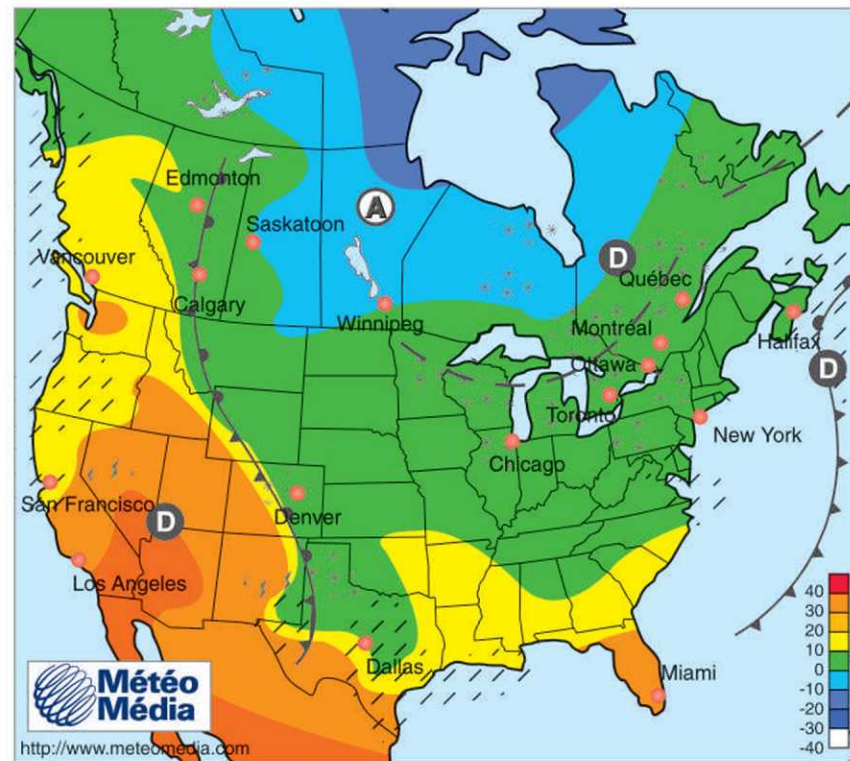 A
Edmonton
Saskatoon
Vancouver
D
Québec
Calgary
Winnipeg
Montréal
Halifax
Ottawa
D
Toronto
New York
Chicago
San Francisco
Denver
D
Los Angeles
Dallas
Miami
40
30
20
10
0
-10
-20
-30
-40
Météo
Média
http://www.meteomedia.com